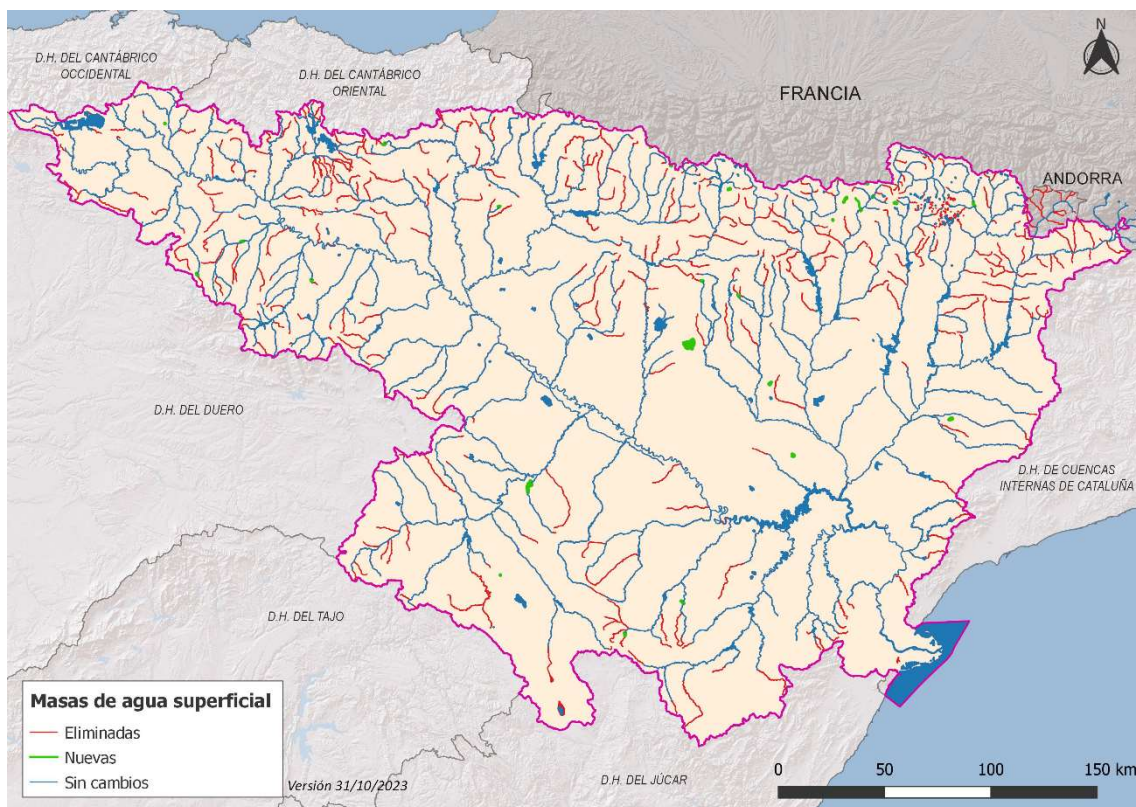 D.H. DEL CANTÁBRICO
OCCIDENTAL
D.H. DEL CANTÁBRICO
ORIENTAL
N
FRANCIA
ANDORRA
D.H. DEL DUERO
D.H. DE CUENCAS
INTERNAS DE CATALUÑA
D.H. DEL TAJO
D.H. DEL JÚCAR
Masas de agua superficial
Eliminadas
Nuevas
Sin cambios
Versión 31/10/2023
0 50 100 150 km